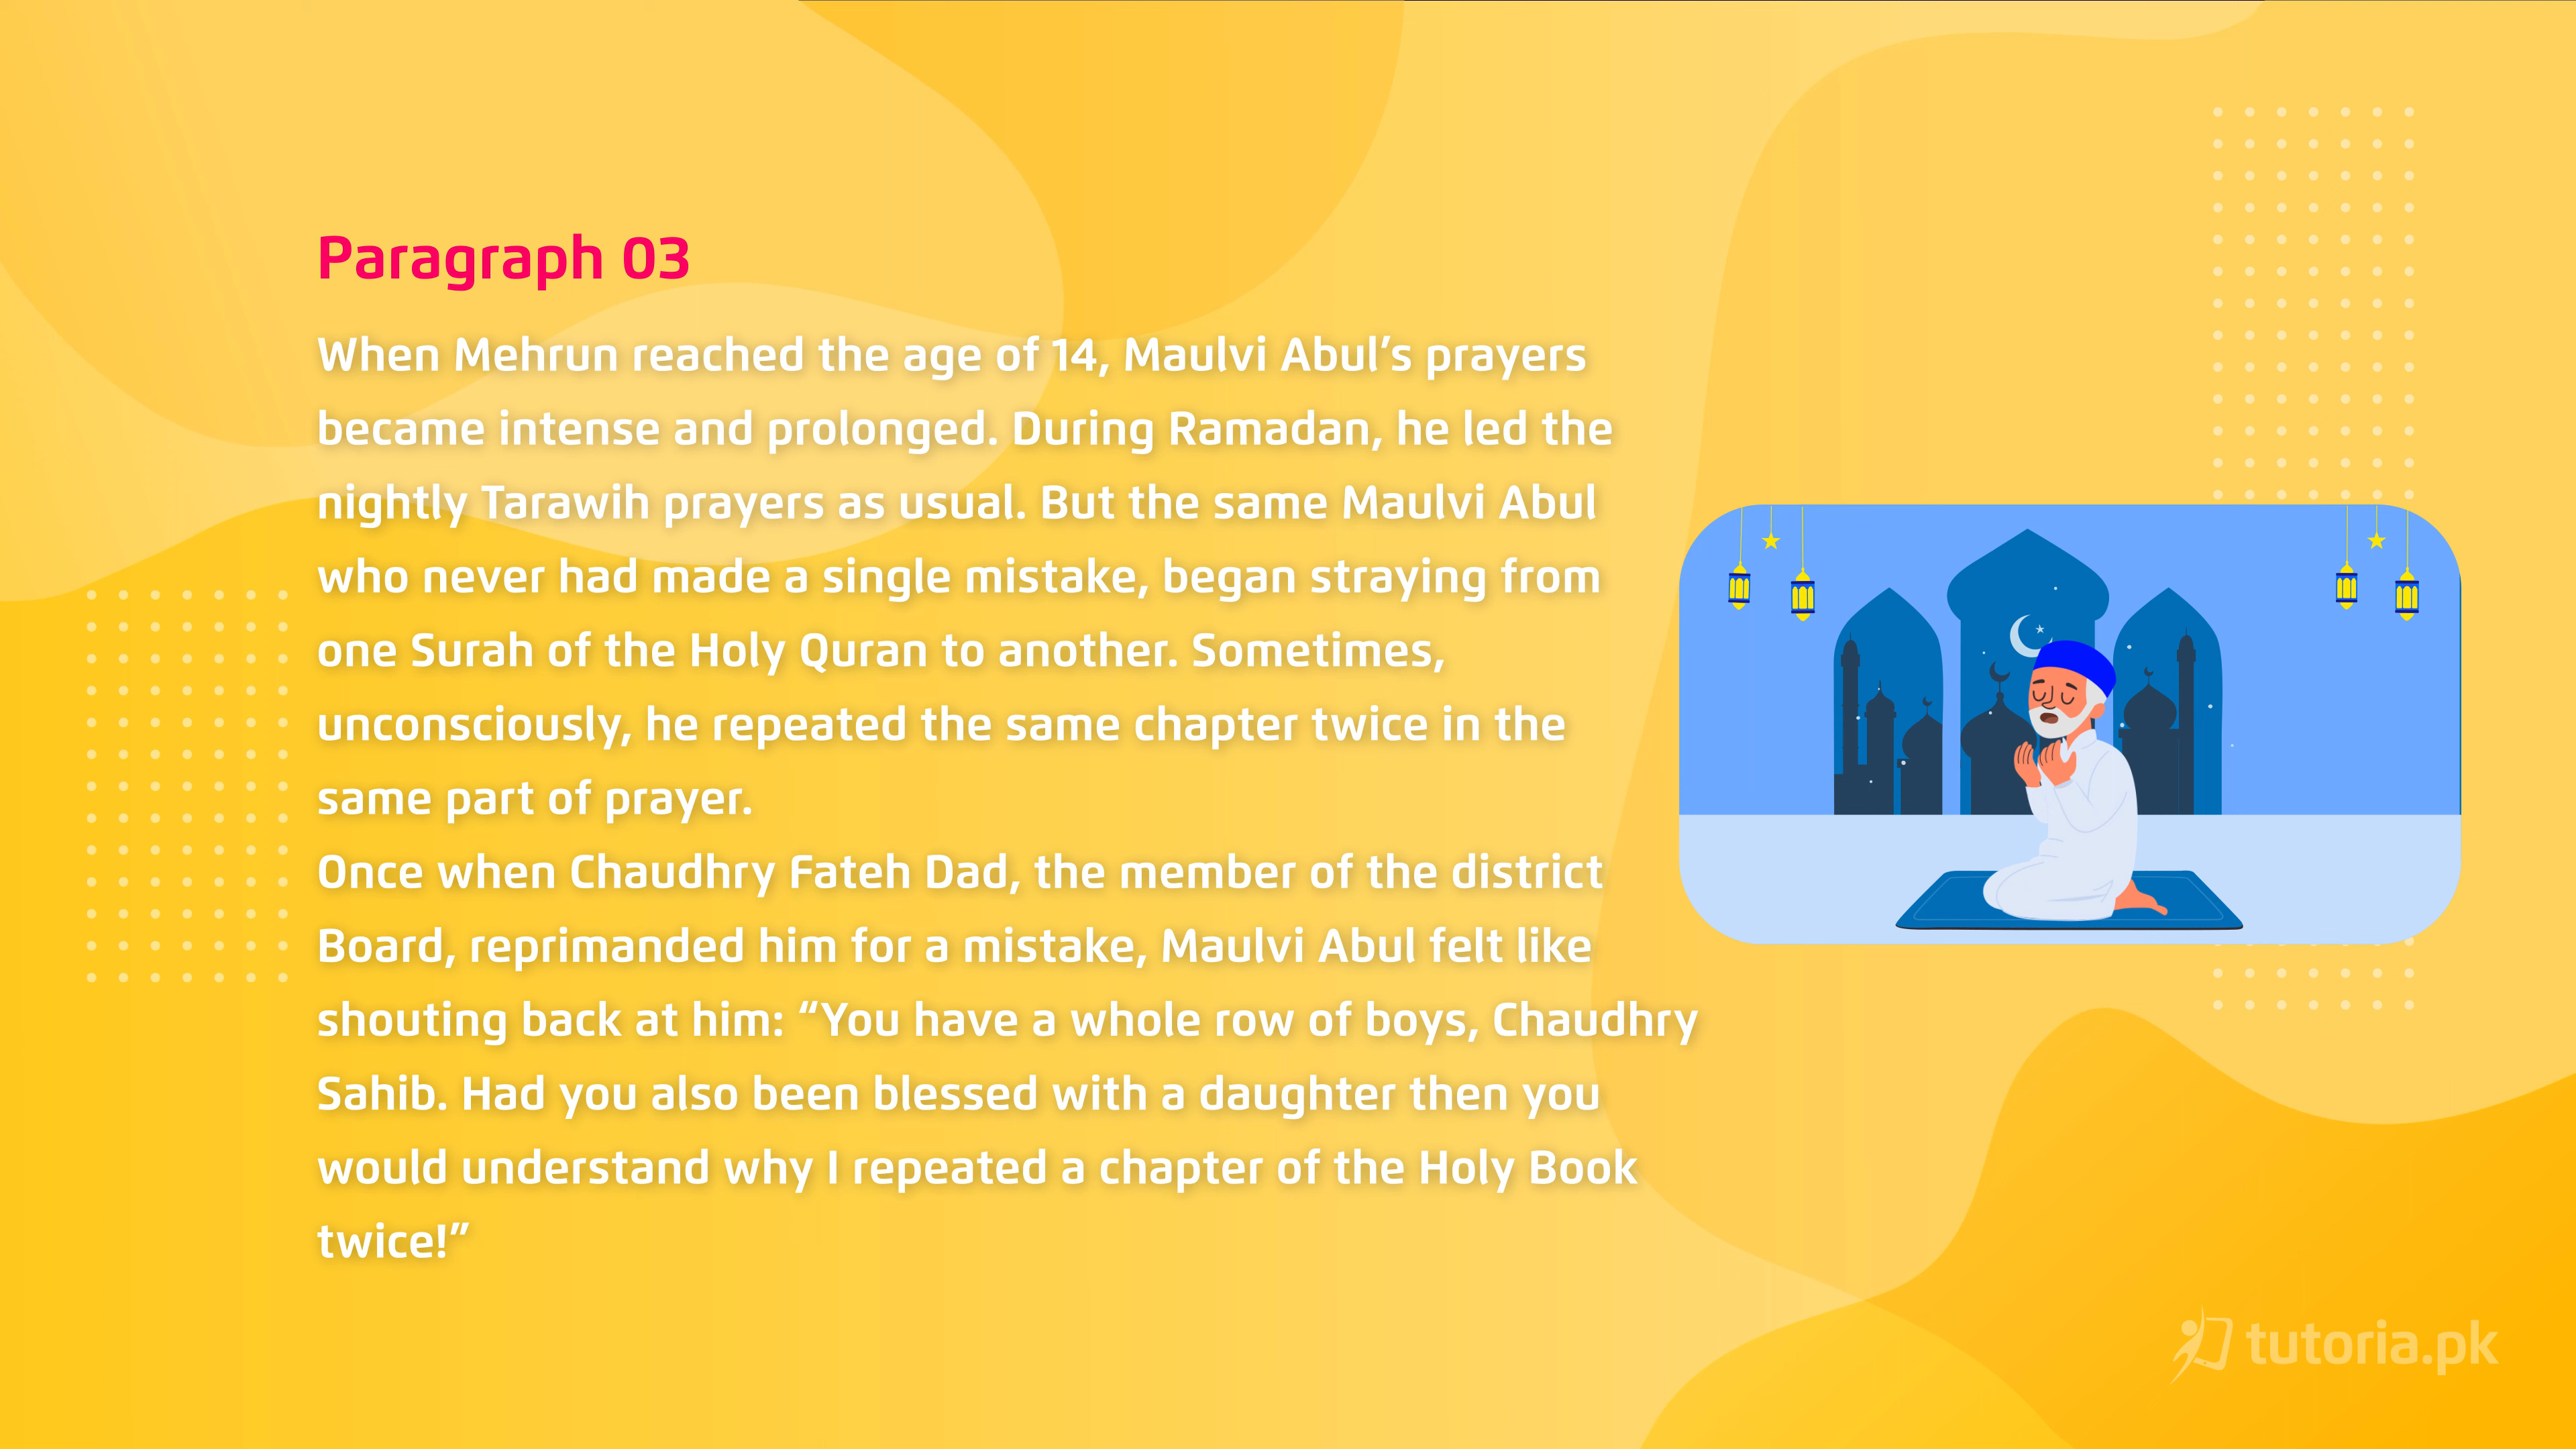 Paragraph 03
When Mehrun reached the age of 14, Maulvi Abul’s prayers
became intense and prolonged. During Ramadan, he led the
nightly Tarawih prayers as usual. But the same Maulvi Abul
who never had made a single mistake, began straying from
one Surah of the Holy Quran to another. Sometimes,
unconsciously, he repeated the same chapter twice in the
same part of prayer.
Once when Chaudhry Fateh Dad, the member of the district
Board, reprimanded him for a mistake, Maulvi Abul felt like
shouting back at him: “You have a whole row of boys, Chaudhry
Sahib. Had you also been blessed with a daughter then you
would understand why I repeated a chapter of the Holy Book
twice!”
tutoria.pk